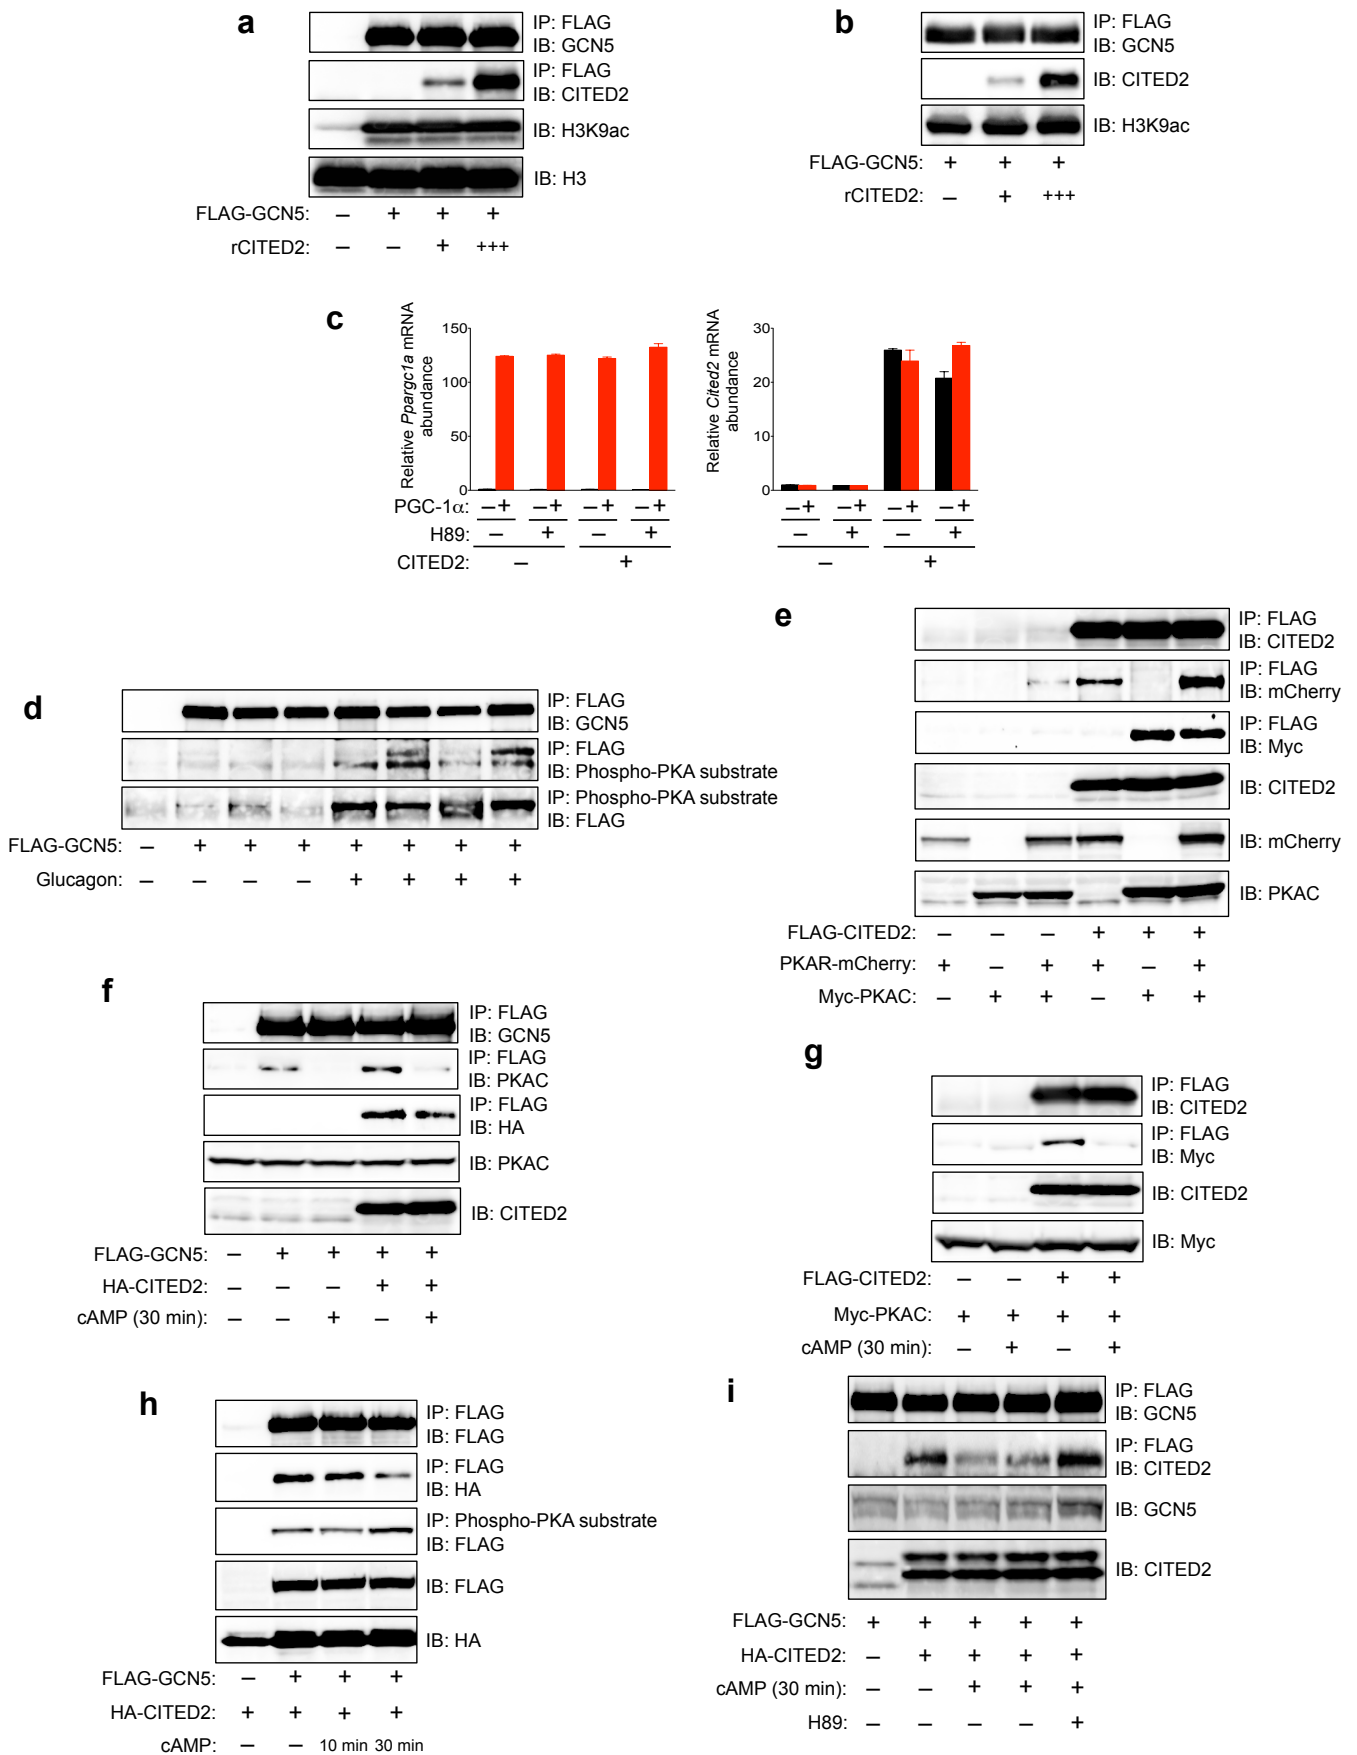 a
IP: FLAG
IB: GCN5
IP: FLAG
IB: CITED2
IB: H3K9ac
IB: H3
FLAG-GCN5: – + + +
rCITED2: – – + +++
b
IP: FLAG
IB: GCN5
IB: CITED2
IB: H3K9ac
FLAG-GCN5: + + +
rCITED2: – + +++
c
Relative Ppargc1a mRNA
abundance
150
100
50
0
PGC-1α: – + – + – + – +
H89: – + – +
CITED2: – +
Relative Cited2 mRNA
abundance
30
20
10
0
– + – + – + – +
– + – +
– +
d
IP: FLAG
IB: GCN5
IP: FLAG
IB: Phospho-PKA substrate
IP: Phospho-PKA substrate
IB: FLAG
FLAG-GCN5: – + + + + + + +
Glucagon: – – – – + + + +
e
IP: FLAG
IB: CITED2
IP: FLAG
IB: mCherry
IP: FLAG
IB: Myc
IB: CITED2
IB: mCherry
IB: PKAC
FLAG-CITED2: – – – + + +
PKAR-mCherry: + – + + – +
Myc-PKAC: – + + – + +
f
IP: FLAG
IB: GCN5
IP: FLAG
IB: PKAC
IP: FLAG
IB: HA
IB: PKAC
IB: CITED2
FLAG-GCN5: – + + + +
HA-CITED2: – – – + +
cAMP (30 min): – – + – +
g
IP: FLAG
IB: CITED2
IP: FLAG
IB: Myc
IB: CITED2
IB: Myc
FLAG-CITED2: – – + +
Myc-PKAC: + + + +
cAMP (30 min): – + – +
h
IP: FLAG
IB: FLAG
IP: FLAG
IB: HA
IP: Phospho-PKA substrate
IB: FLAG
IB: FLAG
IB: HA
FLAG-GCN5: – + + +
HA-CITED2: + + + +
cAMP: – – 10 min 30 min
i
IP: FLAG
IB: GCN5
IP: FLAG
IB: CITED2
IB: GCN5
IB: CITED2
FLAG-GCN5: + + + + +
HA-CITED2: – + + + +
cAMP (30 min): – – + + +
H89: – – – – +